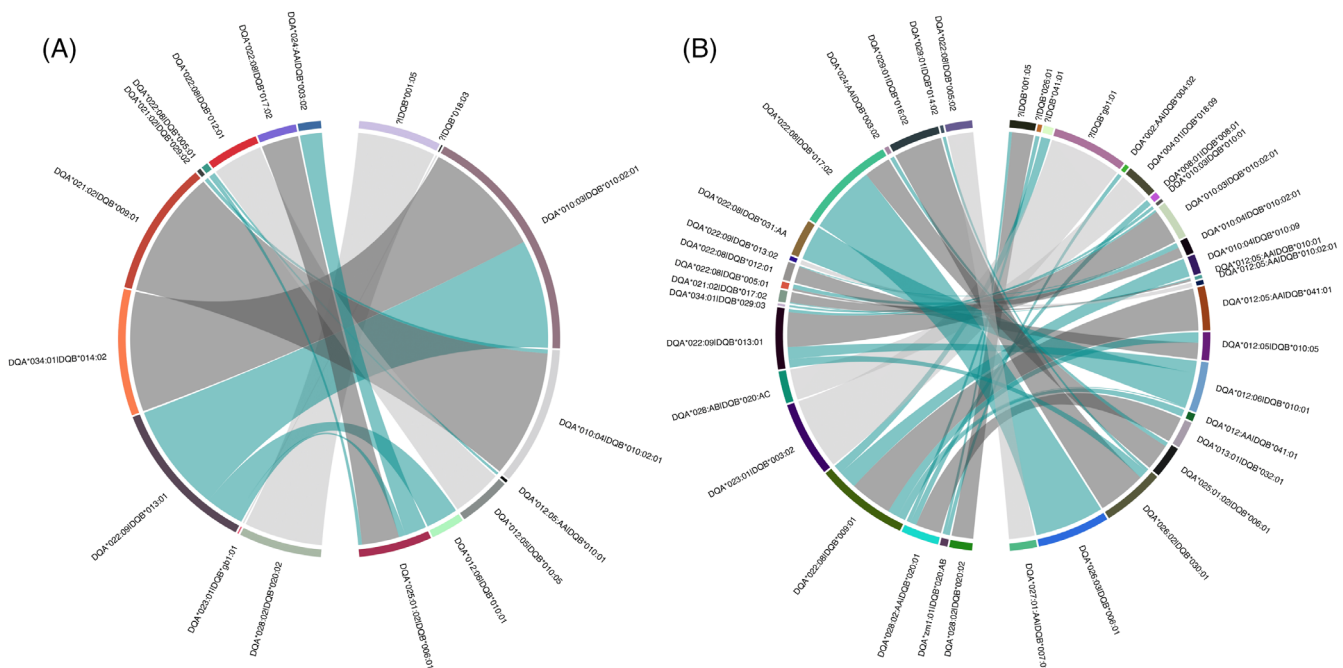 (A)
DQA*024:AA|DQB*003:02
DQA*022:08|DQB*017:02
DQA*022:08|DQB*012:01
DQA*022:08|DQB*005:01
DQA*021:02|DQB*029:02
DQA*021:02|DQB*009:01
DQA*034:01|DQB*014:02
DQA*022:09|DQB*013:01
DQA*023:01|DQB*gb1:01
DQA*028:02|DQB*020:02
?|DQB*001:05
?|DQB*018:03
DQA*010:03|DQB*010:02:01
DQA*010:04|DQB*010:02:01
DQA*012:05:AA|DQB*010:01
DQA*012:05|DQB*010:05
DQA*012:06|DQB*010:01
DQA*025:01:02|DQB*006:01
(B)
DQA*022:08|DQB*005:02
DQA*029:01|DQB*014:02
DQA*029:01|DQB*016:02
DQA*024:AA|DQB*003:02
DQA*022:08|DQB*017:02
DQA*022:08|DQB*031:AA
DQA*022:09|DQB*013:02
DQA*022:08|DQB*012:01
DQA*022:08|DQB*005:01
DQA*021:02|DQB*017:02
DQA*034:01|DQB*029:03
DQA*022:09|DQB*013:01
DQA*028:AB|DQB*020:AC
DQA*023:01|DQB*003:02
DQA*022:08|DQB*009:01
DQA*028:02:AA|DQB*020:01
DQA*zm1:01|DQB*020:AB
DQA*028:02|DQB*020:02
?|DQB*001:05
?|DQB*026:01
?|DQB*041:01
?|DQB*gb1:01
DQA*002:AA|DQB*004:02
DQA*004:01|DQB*018:09
DQA*008:01|DQB*008:01
DQA*010:03|DQB*010:01
DQA*010:03|DQB*010:02:01
DQA*010:04|DQB*010:02:01
DQA*010:04|DQB*010:09
DQA*012:05:AA|DQB*010:01
DQA*012:05:AA|DQB*010:02:01
DQA*012:05:AA|DQB*041:01
DQA*012:05|DQB*010:05
DQA*012:06|DQB*010:01
DQA*012:AA|DQB*041:01
DQA*013:01|DQB*032:01
DQA*025:01:02|DQB*006:01
DQA*026:02|DQB*030:01
DQA*026:03|DQB*006:01
DQA*027:01:AA|DQB*007:0